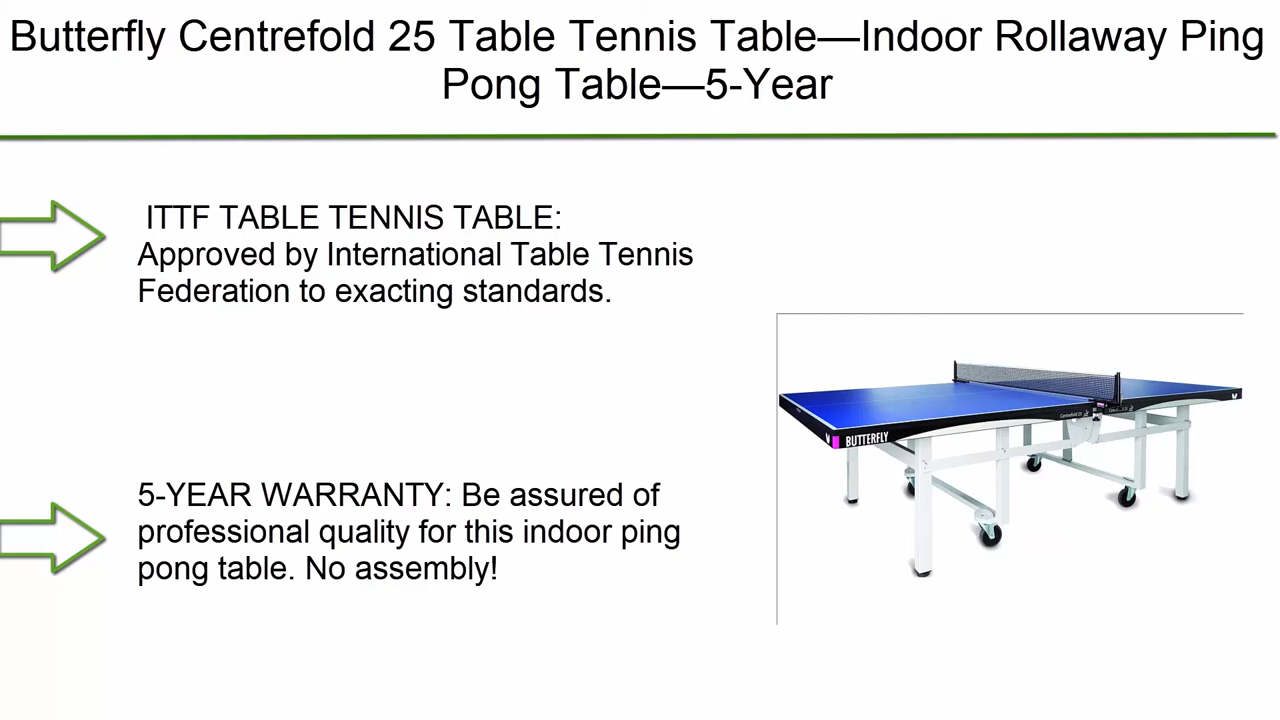 Butterfly Centrefold 25 Table Tennis Table—Indoor Rollaway Ping
Pong Table—5-Year
ITTF TABLE TENNIS TABLE:
Approved by International Table Tennis
Federation to exacting standards.
5-YEAR WARRANTY: Be assured of
professional quality for this indoor ping
pong table. No assembly!
BUTTERFLY
Centrefold 25